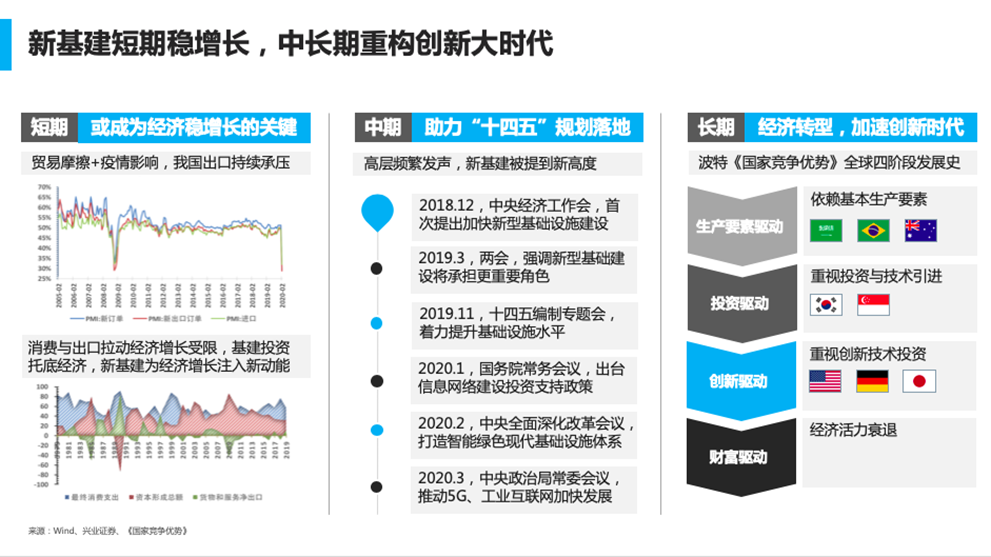 新基建短期稳增长，中长期重构创新大时代
短期 或成为经济稳增长的关键
贸易摩擦+疫情影响，我国出口持续承压
70%
65%
60%
55%
50%
45%
40%
35%
30%
25%
2005-02
2006-02
2007-02
2008-02
2009-02
2010-02
2011-02
2012-02
2013-02
2014-02
2015-02
2016-02
2017-02
2018-02
2019-02
2020-02
PMI:新订单 PMI:新出口订单 PMI:进口
消费与出口拉动经济增长受限，基建投资
托底经济，新基建为经济增长注入新动能
100
80
60
40
20
0
-20
-40
-60
-80
-100
1981
1983
1985
1987
1989
1991
1993
1995
1997
1999
2001
2003
2005
2007
2009
2011
2013
2015
2017
2019
最终消费支出 资本形成总额 货物和服务净出口
中期 助力“十四五”规划落地
高层频繁发声，新基建被提到新高度
2018.12，中央经济工作会，首
次提出加快新型基础设施建设
2019.3，两会，强调新型基础建
设将承担更重要角色
2019.11，十四五编制专题会，
着力提升基础设施水平
2020.1，国务院常务会议，出台
信息网络建设投资支持政策
2020.2，中央全面深化改革会议，
打造智能绿色现代基础设施体系
2020.3，中央政治局常委会议，
推动5G、工业互联网加快发展
长期 经济转型，加速创新时代
波特《国家竞争优势》全球四阶段发展史
生产要素驱动
依赖基本生产要素
投资驱动
重视投资与技术引进
创新驱动
重视创新技术投资
财富驱动
经济活力衰退
来源：Wind、兴业证券、《国家竞争优势》